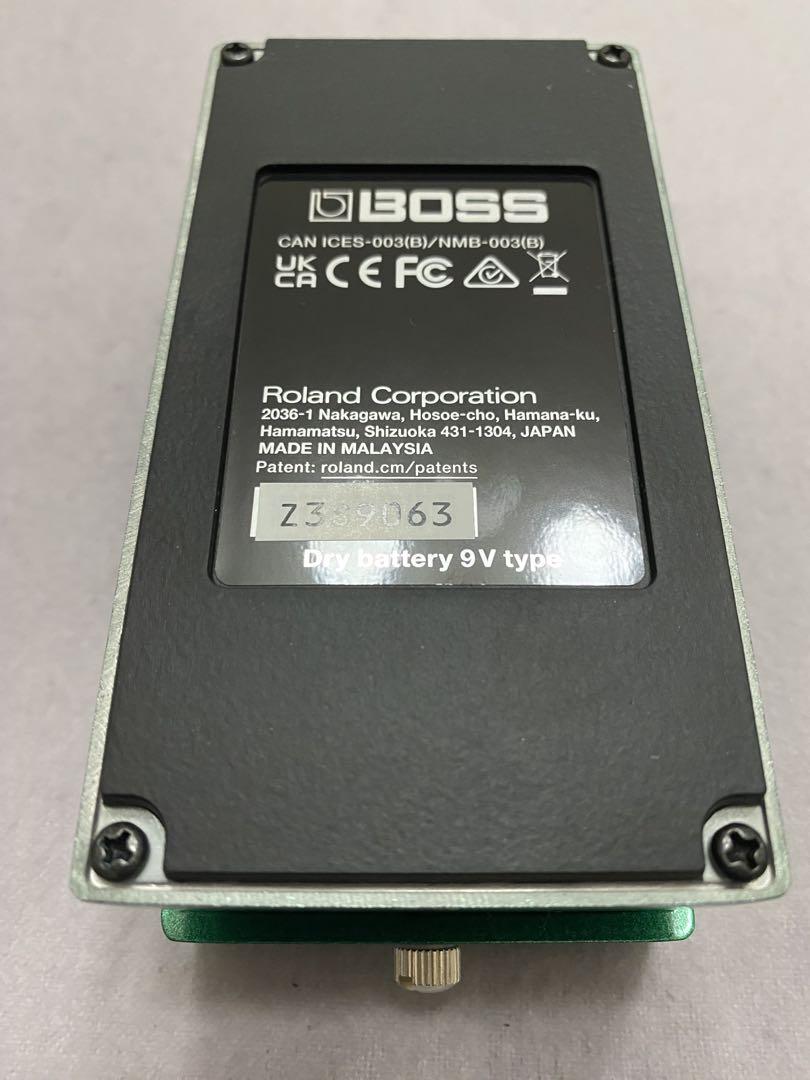 BOSS
CAN ICES-003(B)/NMB-003(B)
UK
CA CE FC
Roland Corporation
2036-1 Nakagawa, Hosoe-cho, Hamana-ku,
Hamamatsu, Shizuoka 431-1304, JAPAN
MADE IN MALAYSIA
Patent: roland.cm/patents
Z3S9063
Dry battery 9V type